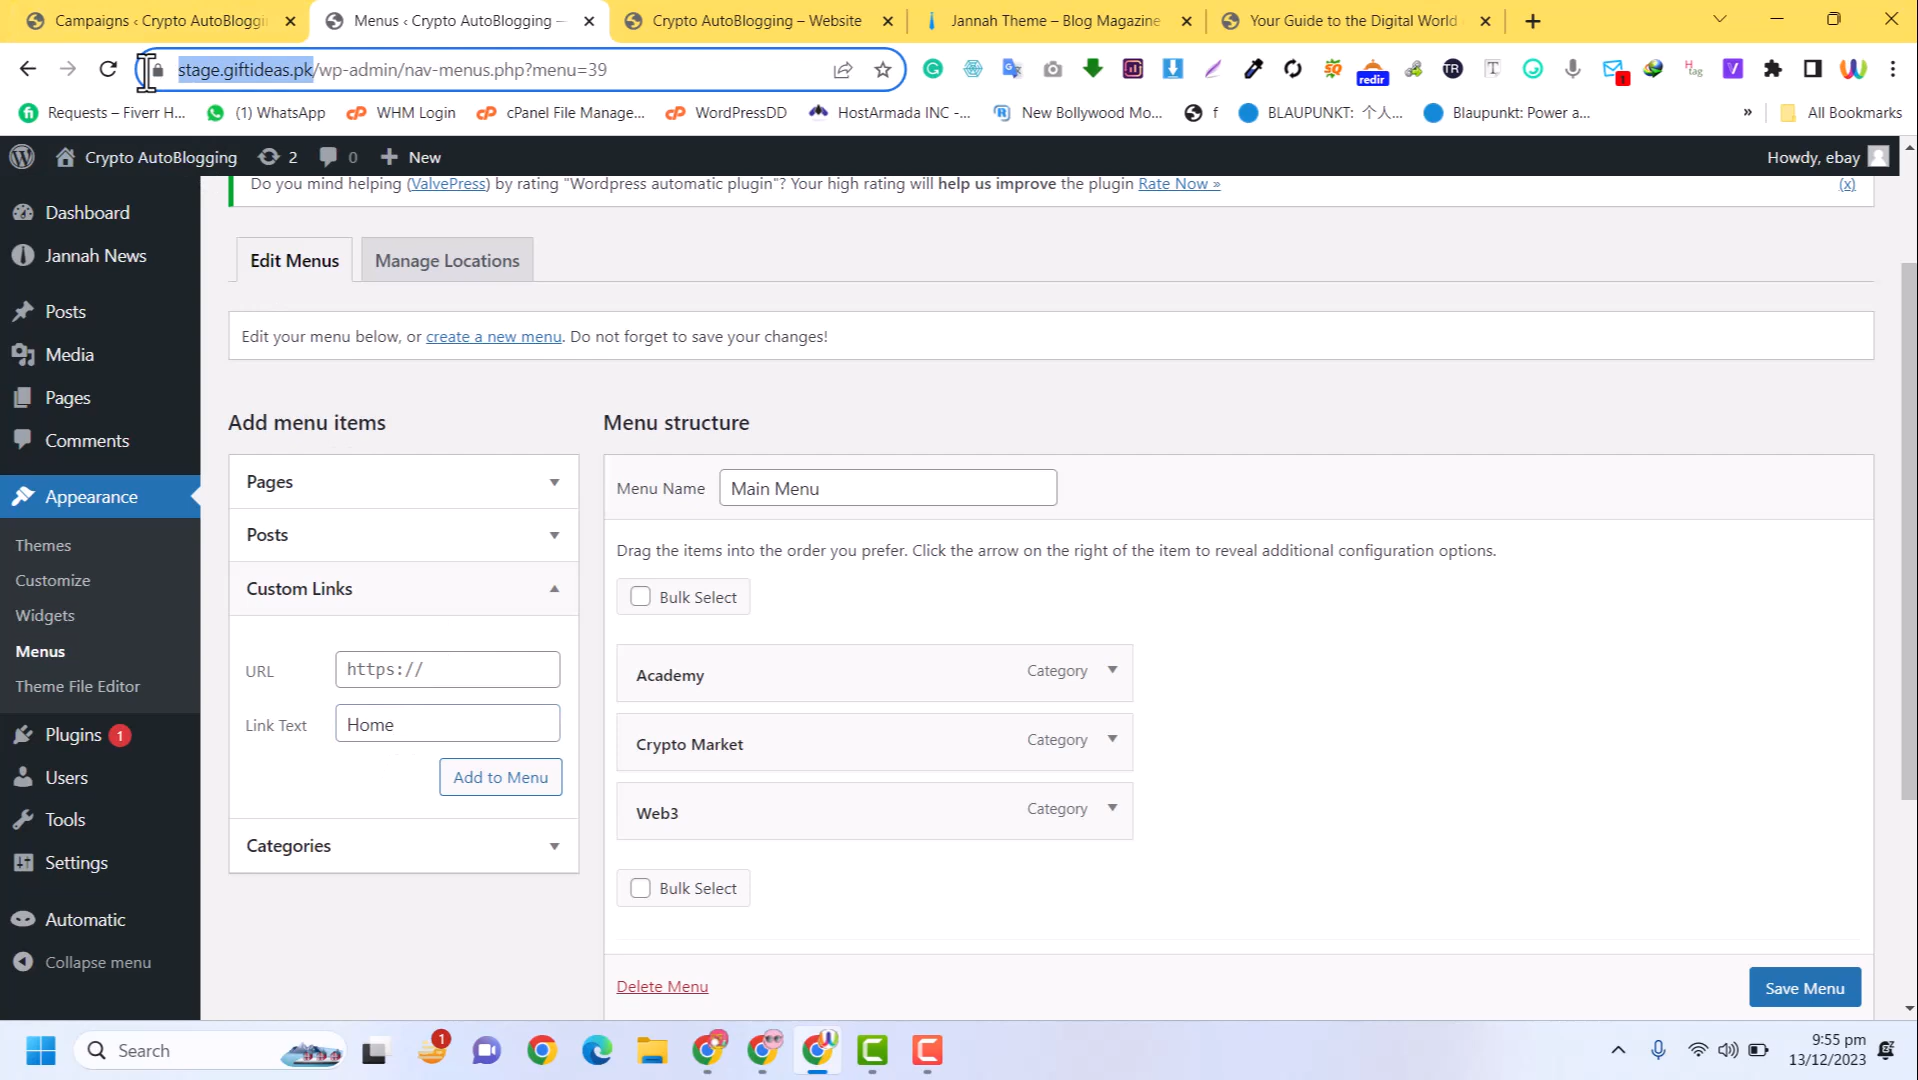 Campaigns ‹ Crypto AutoBloggi
Menus ‹ Crypto AutoBlogging –
Crypto AutoBlogging – Website
Jannah Theme – Blog Magazine
Your Guide to the Digital World
stage.giftideas.pk/wp-admin/nav-menus.php?menu=39
redir
TR
Requests – Fiverr H...
(1) WhatsApp
WHM Login
cPanel File Manage...
WordPressDD
HostArmada INC -...
New Bollywood Mo...
f
BLAUPUNKT: 个人...
Blaupunkt: Power a...
»
All Bookmarks
Crypto AutoBlogging
2
0
New
Howdy, ebay
Do you mind helping (ValvePress) by rating "Wordpress automatic plugin"? Your high rating will help us improve the plugin Rate Now »
(x)
Dashboard
Jannah News
Posts
Media
Pages
Comments
Appearance
Themes
Customize
Widgets
Menus
Theme File Editor
Plugins 1
Users
Tools
Settings
Automatic
Collapse menu
Edit Menus
Manage Locations
Edit your menu below, or create a new menu. Do not forget to save your changes!
Add menu items
Pages
Posts
Custom Links
URL
https://
Link Text
Home
Add to Menu
Categories
Menu structure
Menu Name
Main Menu
Drag the items into the order you prefer. Click the arrow on the right of the item to reveal additional configuration options.
Bulk Select
Academy
Category
Crypto Market
Category
Web3
Category
Bulk Select
Delete Menu
Save Menu
Search
1
9:55 pm
13/12/2023